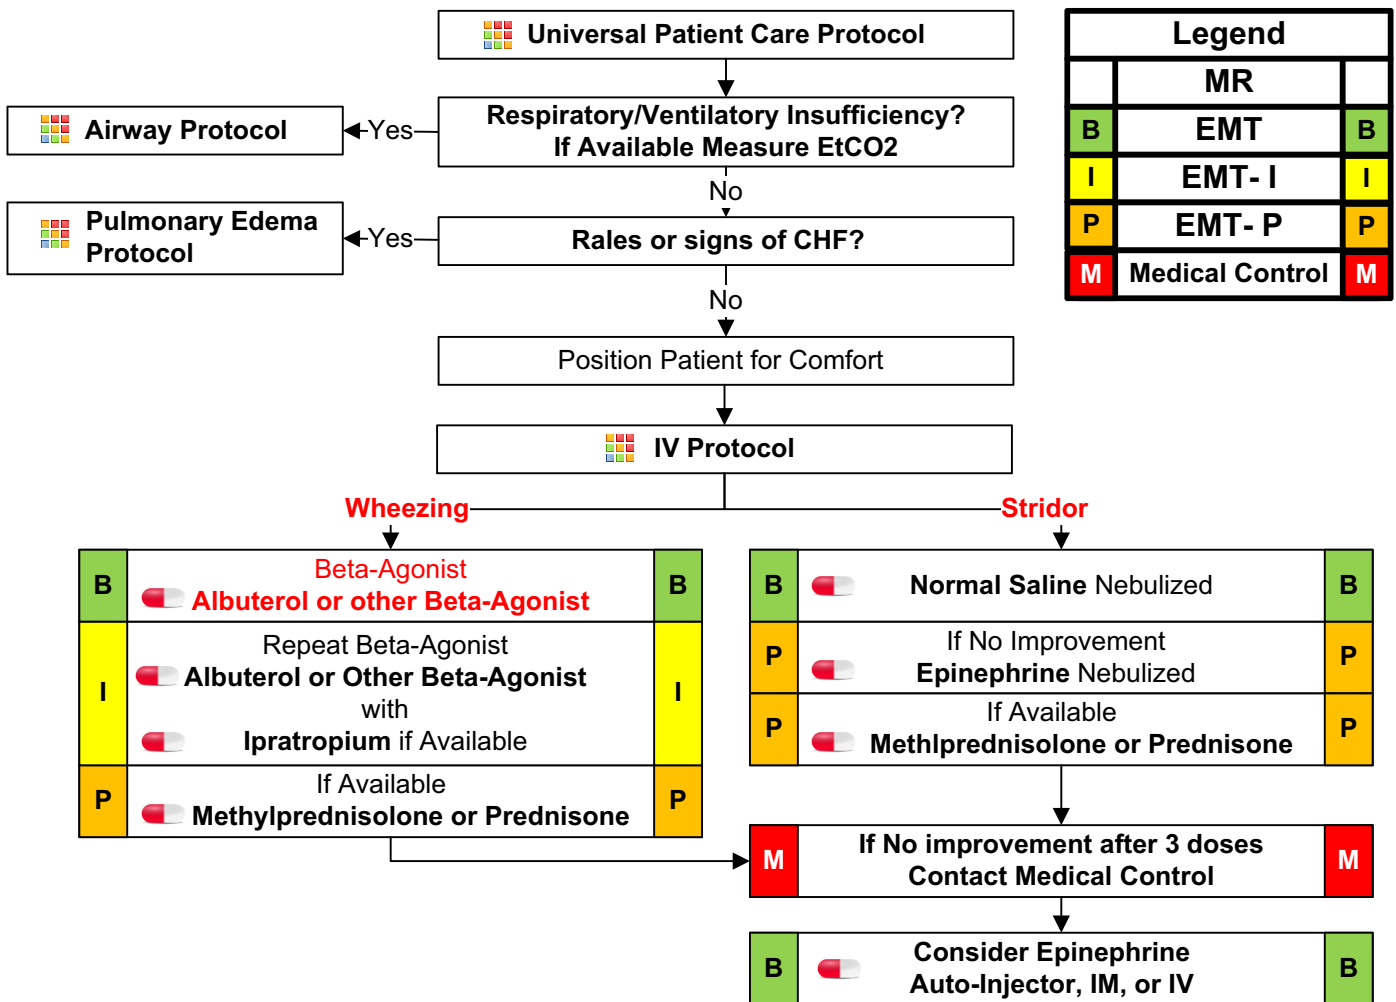 Universal Patient Care Protocol
Respiratory/Ventilatory Insufficiency?
If Available Measure EtCO2
Yes
Airway Protocol
No
Rales or signs of CHF?
Yes
Pulmonary Edema
Protocol
No
Position Patient for Comfort
IV Protocol
Wheezing
Stridor
B Beta-Agonist B
Albuterol or other Beta-Agonist
I Repeat Beta-Agonist I
Albuterol or Other Beta-Agonist
with
Ipratropium if Available
P If Available P
Methylprednisolone or Prednisone
B Normal Saline Nebulized B
P If No Improvement P
Epinephrine Nebulized
P If Available P
Methlprednisolone or Prednisone
M If No improvement after 3 doses M
Contact Medical Control
B Consider Epinephrine B
Auto-Injector, IM, or IV
Legend
MR
B EMT B
I EMT- I I
P EMT- P P
M Medical Control M